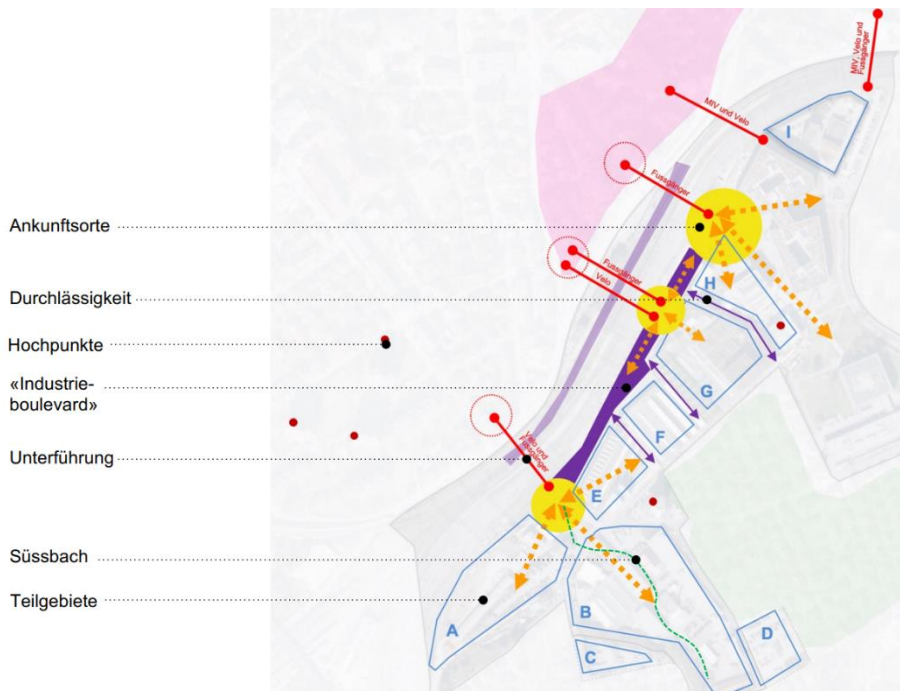 MIV, Velo und
Fussgänger
MIV und Velo
I
Fussgänger
Ankunftsorte
H
Fussgänger
Velo
Durchlässigkeit
Hochpunkte
G
«Industrie-
boulevard»
F
Velo und
Fussgänger
Unterführung
E
Süssbach
Teilgebiete
B
A
D
C